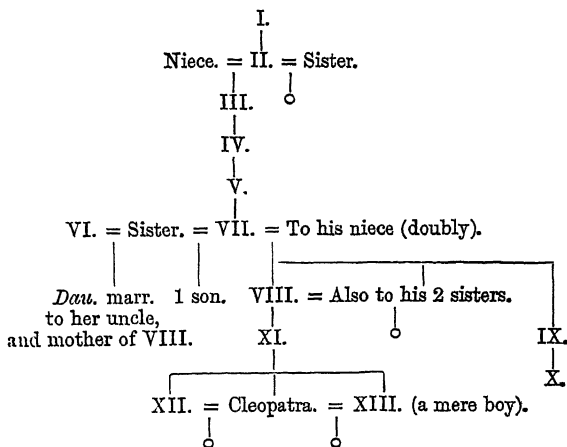 I.
Niece. = II. = Sister.
III.
IV.
V.
VI. = Sister. = VII. = To his niece (doubly).
Dau. marr. 1 son. VIII. = Also to his 2 sisters.
to her uncle,
and mother of VIII. XI. IX.
X.
XII. = Cleopatra. = XIII. (a mere boy).